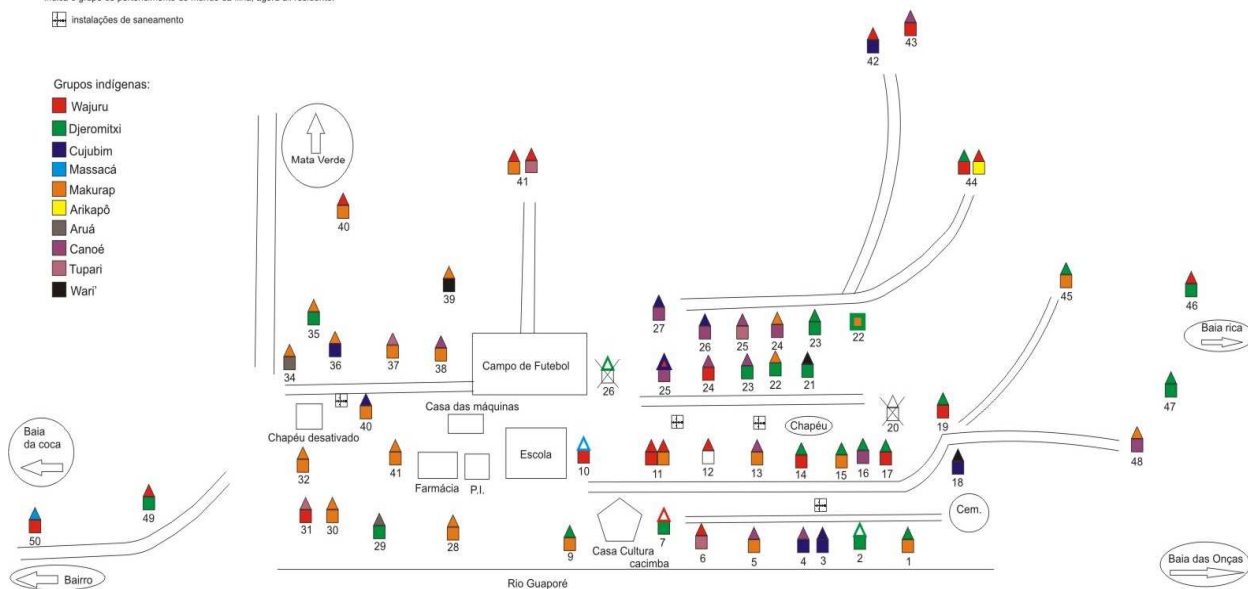 instalações de saneamento
Grupos indígenas:
Wajuru
Djeromitxi
Cujubim
Massacá
Makurap
Arikapô
Aruá
Canoé
Tupari
Wari'
42
43
Mata Verde
41
44
40
39
45
46
27
26
25
24
23
22
Baia rica
35
36
37
38
34
Campo de Futebol
26
25
24
23
22
21
47
Casa das máquinas
40
Chapéu desativado
Chapéu
20
19
Baia
da coca
48
32
41
Farmácia
P.I.
Escola
10
11
12
13
14
15
16
17
18
49
50
31
30
29
28
9
Casa Cultura
cacimba
7
6
5
4
3
2
1
Cem.
Bairro
Baia das Onças
Rio Guaporé